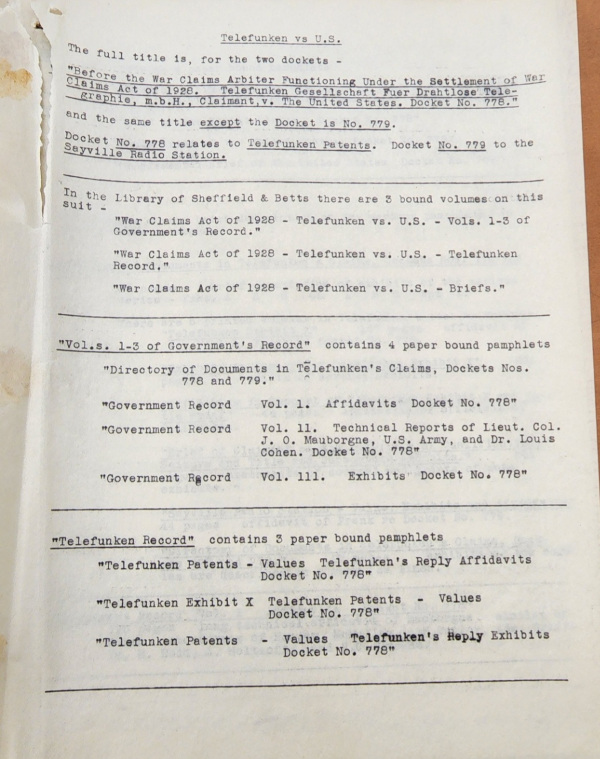 Telefunken vs U.S.
The full title is, for the two dockets -
"Before the War Claims Arbiter Functioning Under the Settlement of War
Claims Act of 1928. Telefunken Gesellschaft Fuer Drahtlose Tele-
graphie, m.b.H., Claimant,v. The United States. Docket No. 778."
and the same title except the Docket is No. 779.
Docket No. 778 relates to Telefunken Patents. Docket No. 779 to the
Sayville Radio Station.
In the Library of Sheffield & Betts there are 3 bound volumes on this
suit -
"War Claims Act of 1928 - Telefunken vs. U.S. - Vols. 1-3 of
Government's Record."
"War Claims Act of 1928 - Telefunken vs. U.S. - Telefunken
Record."
"War Claims Act of 1928 - Telefunken vs. U.S. - Briefs."
"Vol.s. 1-3 of Government's Record" contains 4 paper bound pamphlets
"Directory of Documents in Telefunken's Claims, Dockets Nos.
778 and 779."
"Government Record Vol. l. Affidavits Docket No. 778"
"Government Record Vol. ll. Technical Reports of Lieut. Col.
J. O. Mauborgne, U.S. Army, and Dr. Louis
Cohen. Docket No. 778"
"Government Record Vol. lll. Exhibits Docket No. 778"
"Telefunken Record" contains 3 paper bound pamphlets
"Telefunken Patents - Values Telefunken's Reply Affidavits
Docket No. 778"
"Telefunken Exhibit X Telefunken Patents - Values
Docket No. 778"
"Telefunken Patents - Values Telefunken's Reply Exhibits
Docket No. 778"